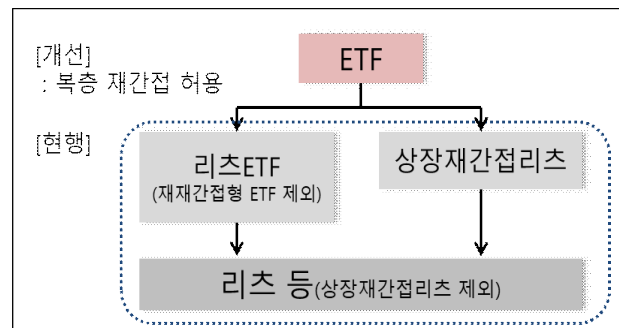 [개선]
: 복층 재간접 허용
ETF
[현행]
리츠ETF
(재재간접형 ETF 제외)
상장재간접리츠
리츠 등(상장재간접리츠 제외)